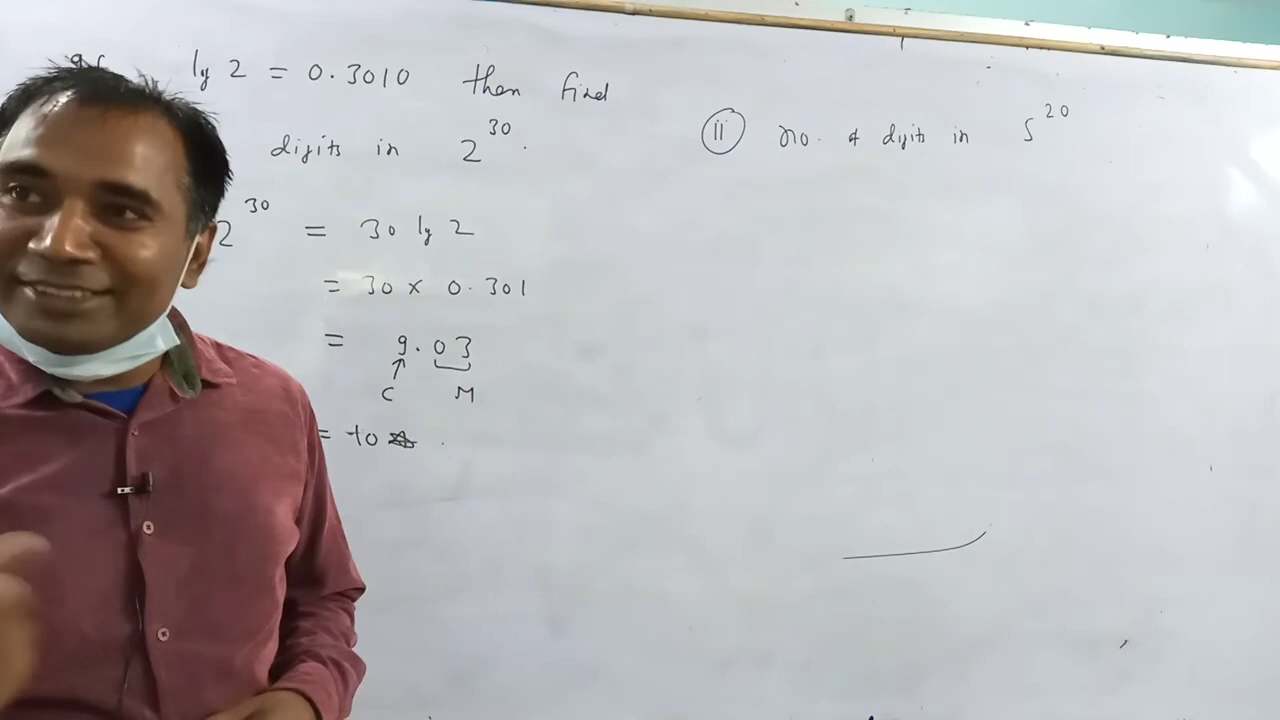 lg 2 = 0.3010 then find
digits in 2^30.
2^30 = 30 lg 2
= 30 × 0.301
= 9.03
C M
= 10
(ii) no. of digits in 5^20